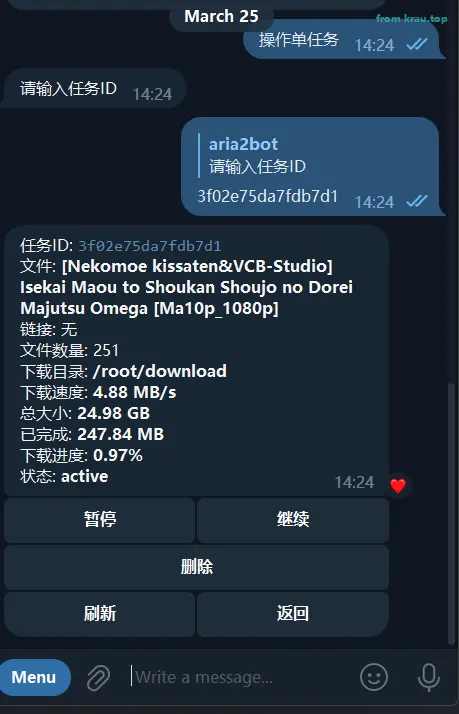 March 25
from krau.top
操作单任务 14:24
请输入任务ID 14:24
aria2bot
请输入任务ID
3f02e75da7fdb7d1 14:24
任务ID: 3f02e75da7fdb7d1
文件: [Nekomoe kissaten&VCB-Studio]
Isekai Maou to Shoukan Shoujo no Dorei
Majutsu Omega [Ma10p_1080p]
链接: 无
文件数量: 251
下载目录: /root/download
下载速度: 4.88 MB/s
总大小: 24.98 GB
已完成: 247.84 MB
下载进度: 0.97%
状态: active
14:24
暂停 继续
删除
刷新 返回
Menu Write a message...